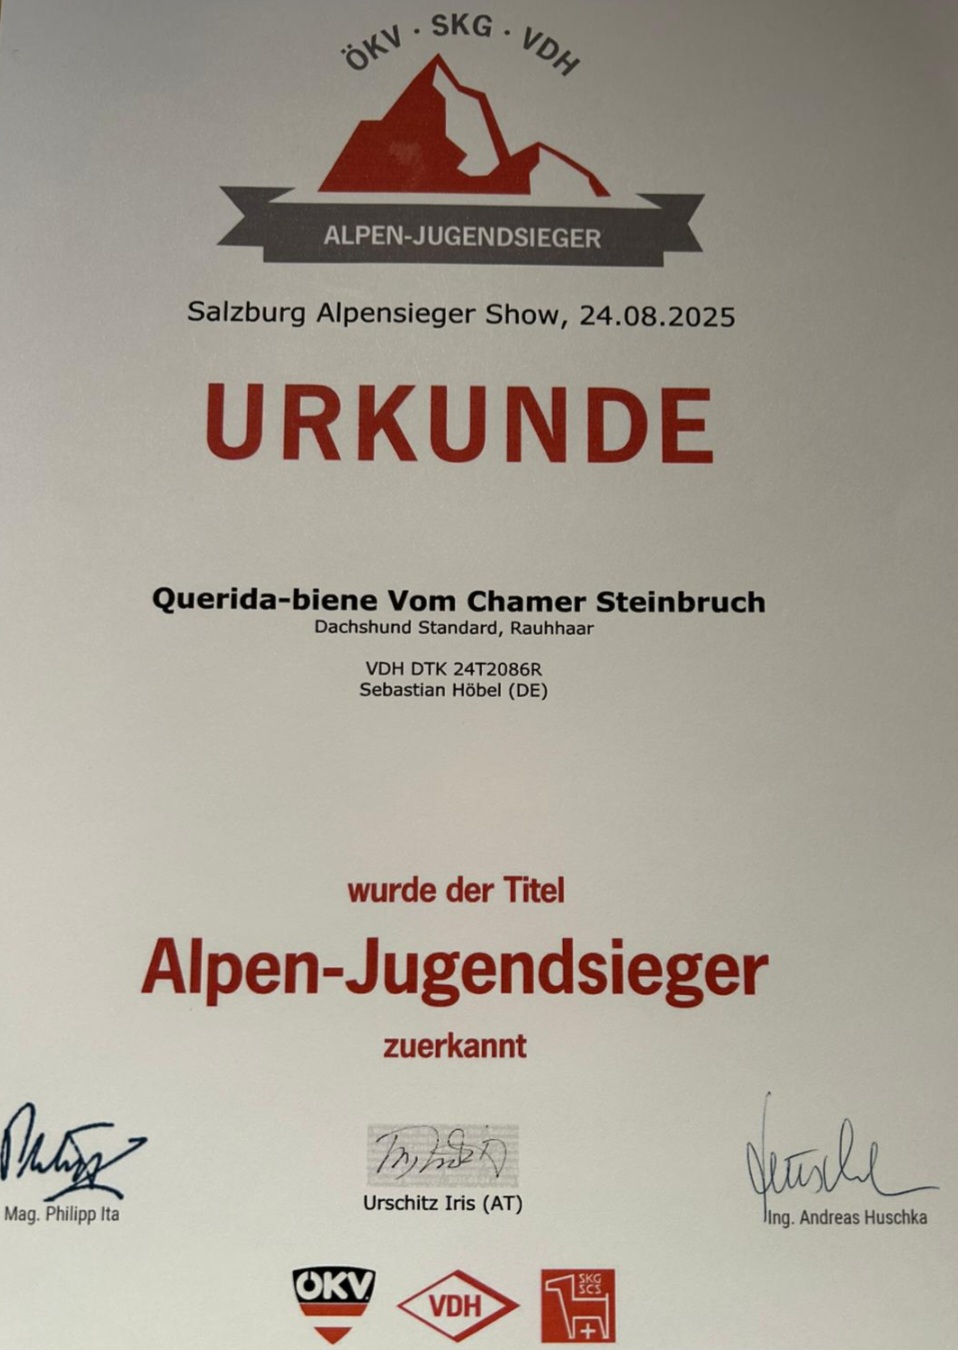 ÖKV · SKG · VDH
ALPEN-JUGENDSIEGER
Salzburg Alpensieger Show, 24.08.2025
URKUNDE
Querida-biene Vom Chamer Steinbruch
Dachshund Standard, Rauhhaar
VDH DTK 24T2086R
Sebastian Höbel (DE)
wurde der Titel
Alpen-Jugendsieger
zuerkannt
Mag. Philipp Ita
Urschitz Iris (AT)
Ing. Andreas Huschka
ÖKV
VDH
SKG
SCS